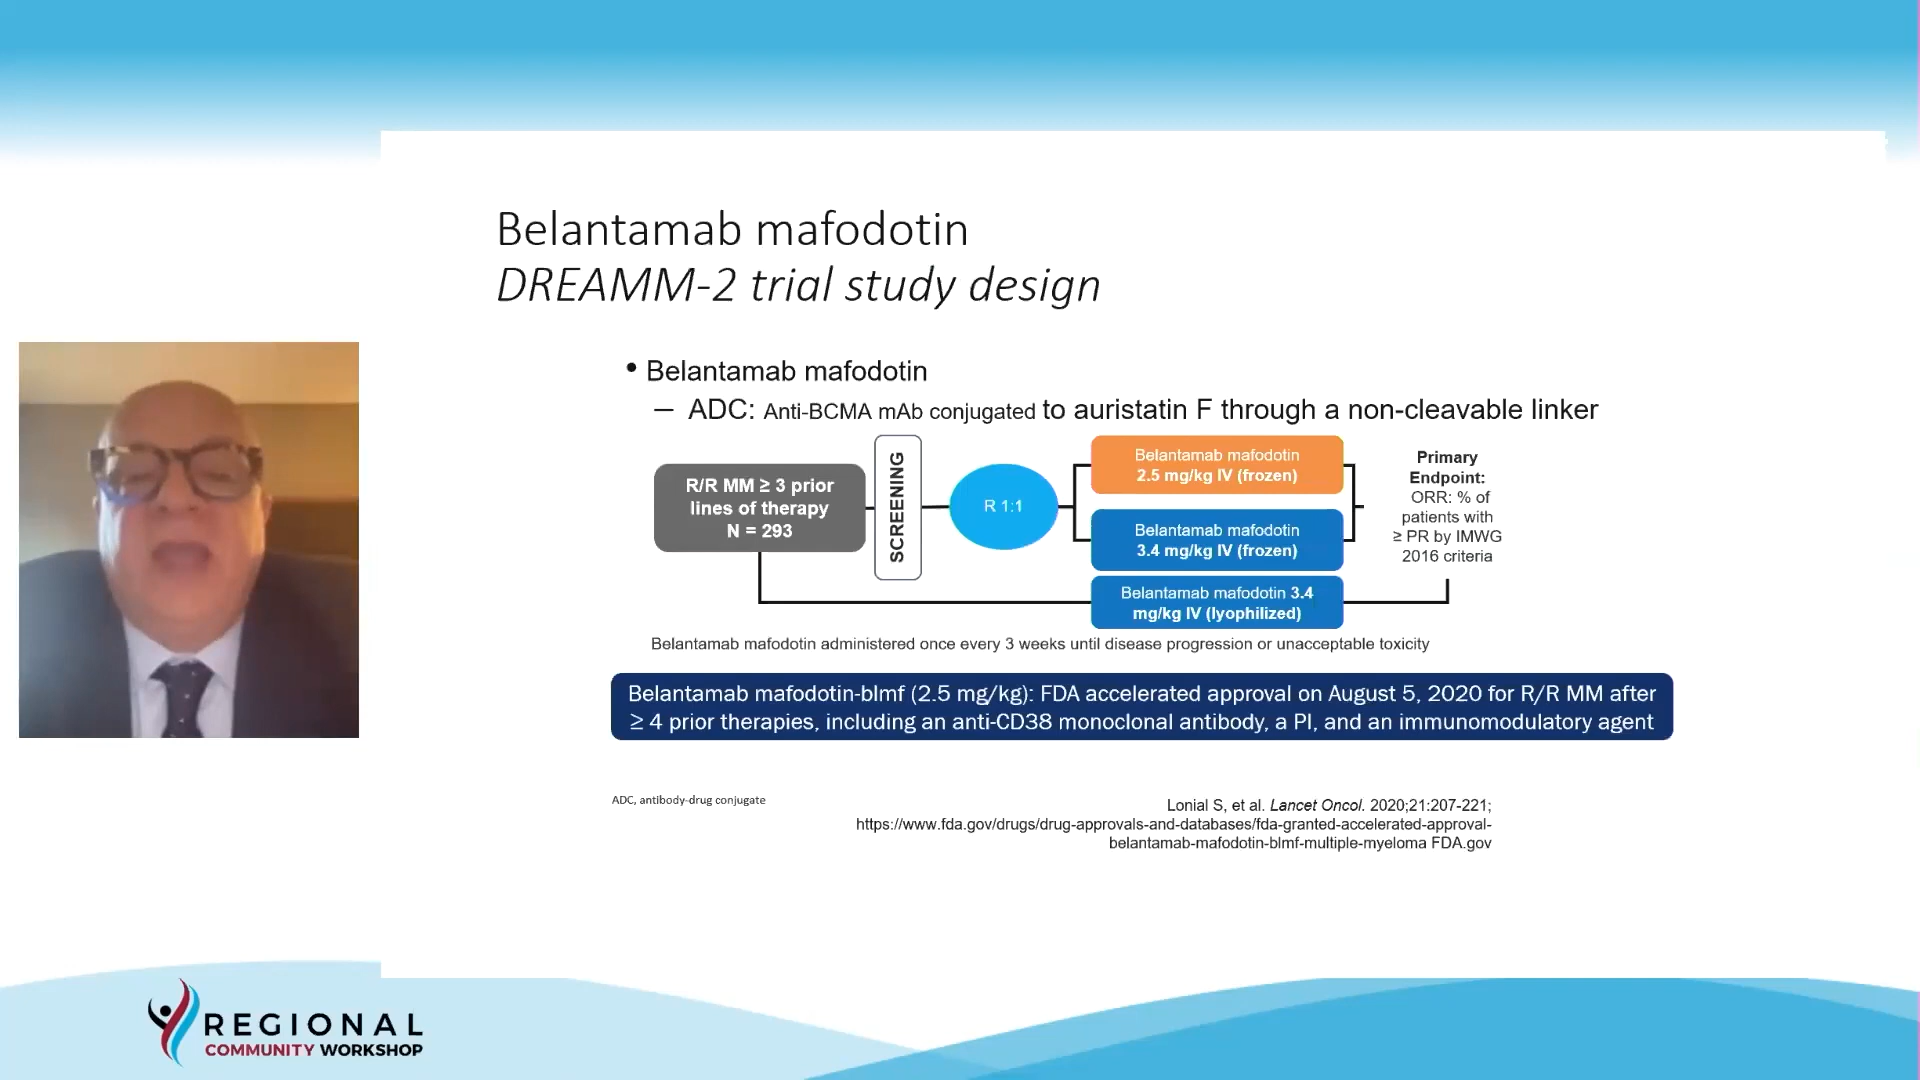 Belantamab mafodotin
DREAMM-2 trial study design
• Belantamab mafodotin
– ADC: Anti-BCMA mAb conjugated to auristatin F through a non-cleavable linker
R/R MM ≥ 3 prior
lines of therapy
N = 293
SCREENING
R 1:1
Belantamab mafodotin
2.5 mg/kg IV (frozen)
Belantamab mafodotin
3.4 mg/kg IV (frozen)
Belantamab mafodotin 3.4
mg/kg IV (lyophilized)
Primary
Endpoint:
ORR: % of
patients with
≥ PR by IMWG
2016 criteria
Belantamab mafodotin administered once every 3 weeks until disease progression or unacceptable toxicity
Belantamab mafodotin-blmf (2.5 mg/kg): FDA accelerated approval on August 5, 2020 for R/R MM after
≥ 4 prior therapies, including an anti-CD38 monoclonal antibody, a PI, and an immunomodulatory agent
ADC, antibody-drug conjugate
Lonial S, et al. Lancet Oncol. 2020;21:207-221;
https://www.fda.gov/drugs/drug-approvals-and-databases/fda-granted-accelerated-approval-
belantamab-mafodotin-blmf-multiple-myeloma FDA.gov
REGIONAL
COMMUNITY WORKSHOP